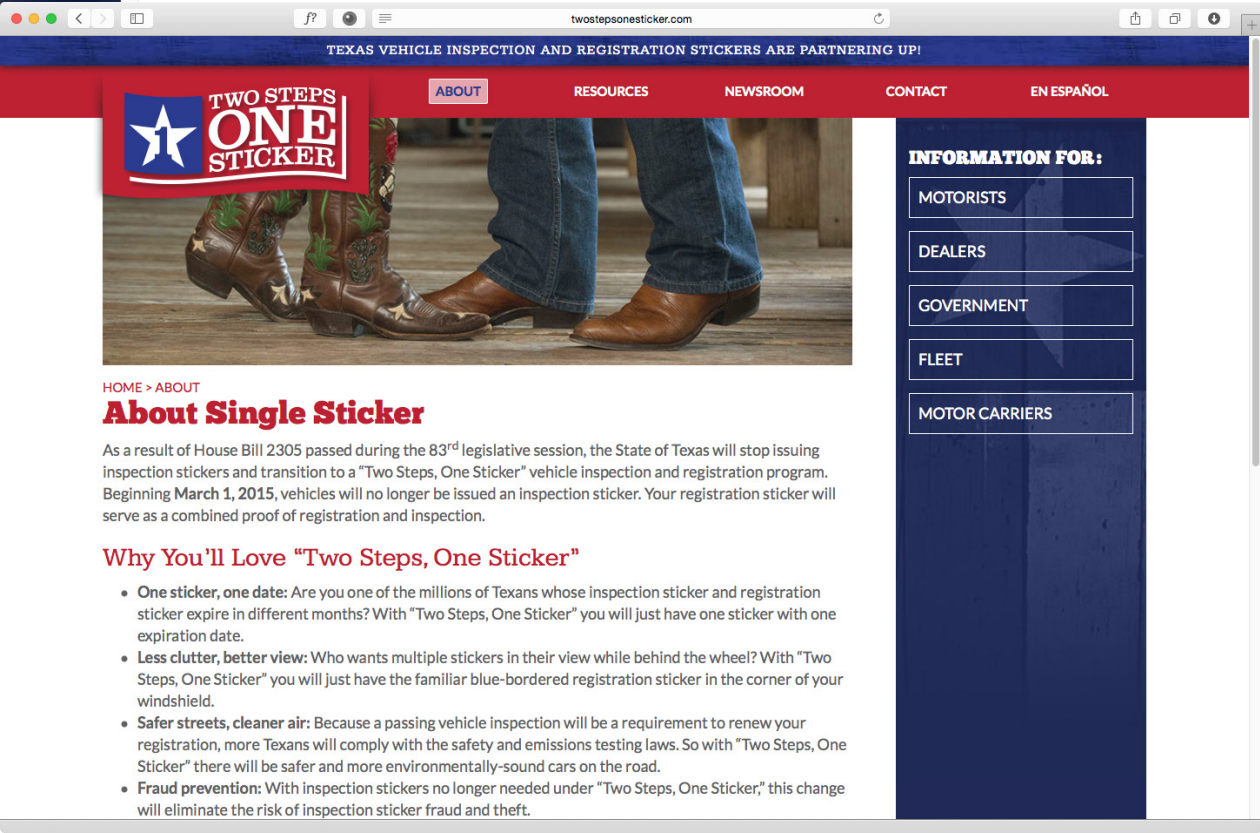 f?
twostepsonesticker.com
TEXAS VEHICLE INSPECTION AND REGISTRATION STICKERS ARE PARTNERING UP!
1
TWO STEPS
ONE
STICKER
ABOUT
RESOURCES
NEWSROOM
CONTACT
EN ESPAÑOL
HOME > ABOUT
About Single Sticker
As a result of House Bill 2305 passed during the 83rd legislative session, the State of Texas will stop issuing
inspection stickers and transition to a “Two Steps, One Sticker” vehicle inspection and registration program.
Beginning March 1, 2015, vehicles will no longer be issued an inspection sticker. Your registration sticker will
serve as a combined proof of registration and inspection.
Why You’ll Love “Two Steps, One Sticker”
• One sticker, one date: Are you one of the millions of Texans whose inspection sticker and registration
sticker expire in different months? With “Two Steps, One Sticker” you will just have one sticker with one
expiration date.
• Less clutter, better view: Who wants multiple stickers in their view while behind the wheel? With “Two
Steps, One Sticker” you will just have the familiar blue-bordered registration sticker in the corner of your
windshield.
• Safer streets, cleaner air: Because a passing vehicle inspection will be a requirement to renew your
registration, more Texans will comply with the safety and emissions testing laws. So with “Two Steps, One
Sticker” there will be safer and more environmentally-sound cars on the road.
• Fraud prevention: With inspection stickers no longer needed under “Two Steps, One Sticker,” this change
will eliminate the risk of inspection sticker fraud and theft.
INFORMATION FOR:
MOTORISTS
DEALERS
GOVERNMENT
FLEET
MOTOR CARRIERS